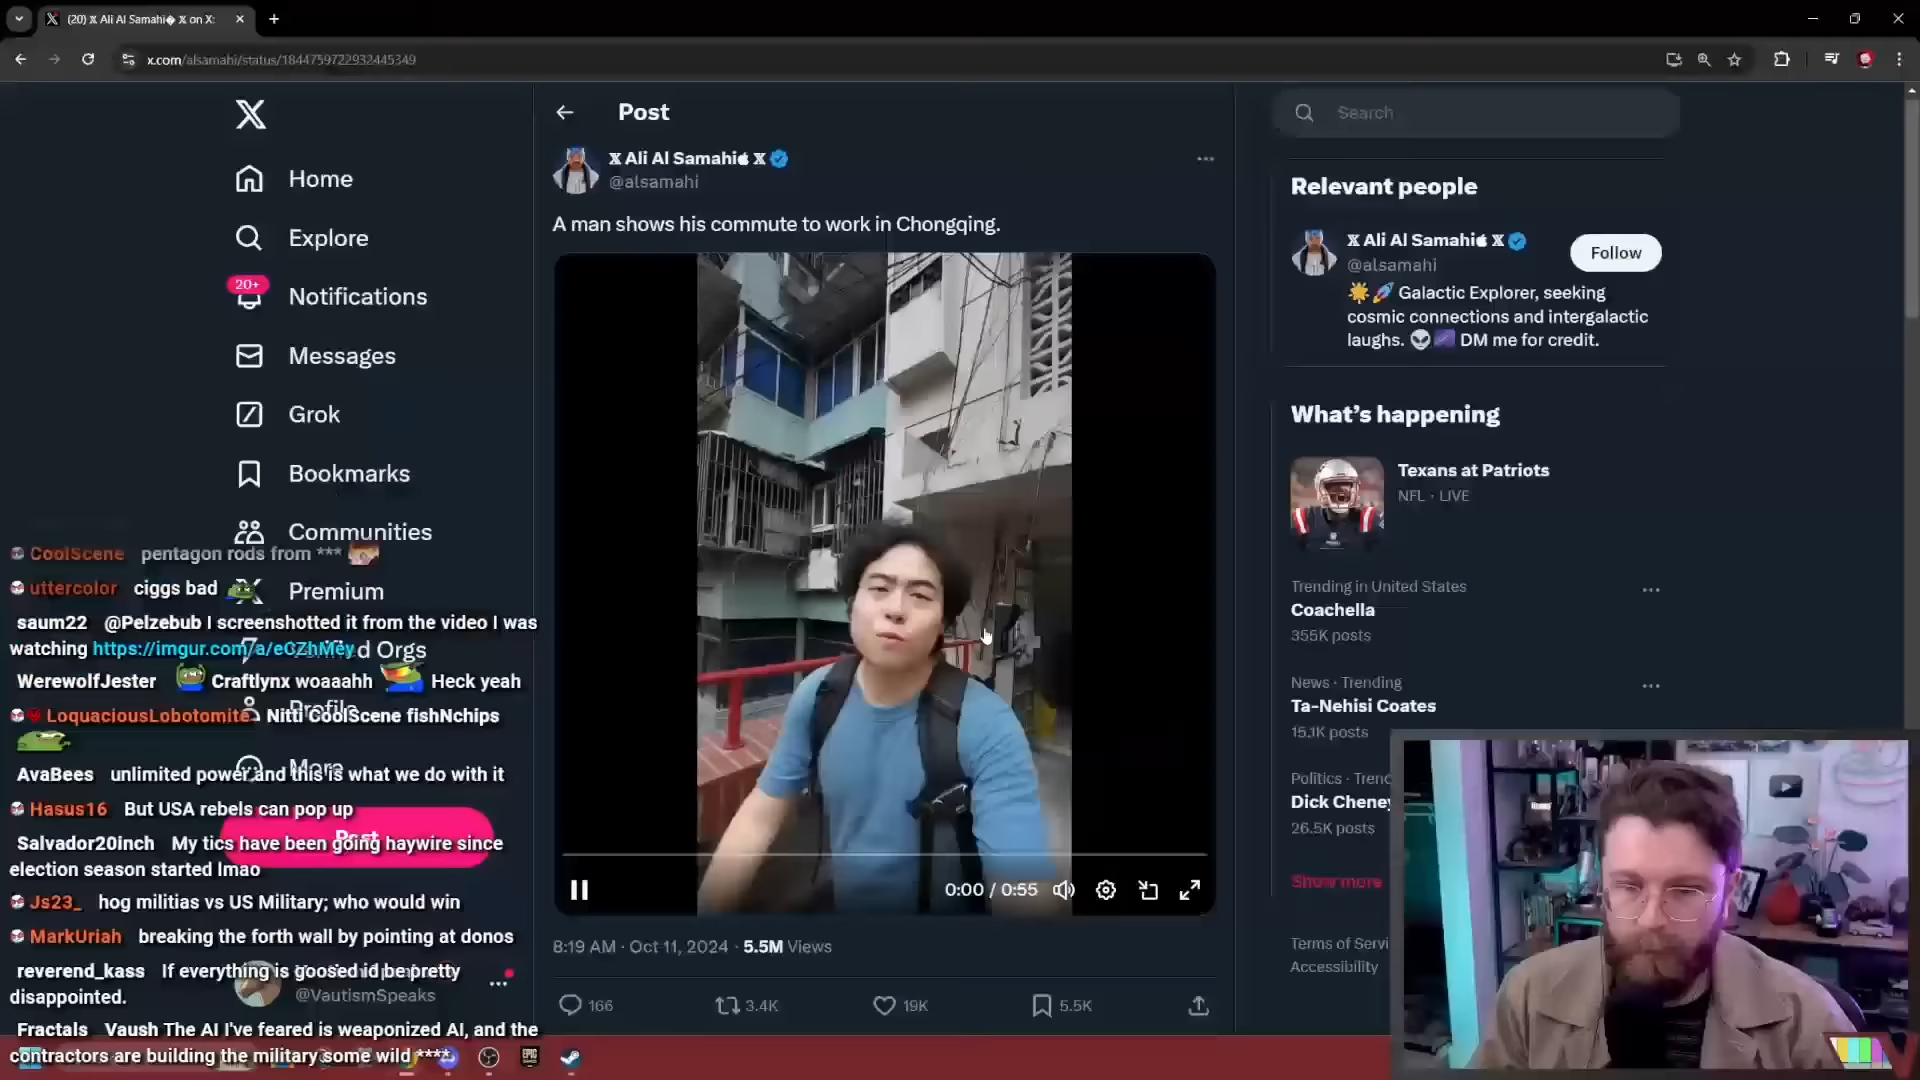 (20) 𝕏 Ali Al Samahi� 𝕏 on X:
x.com/alsamahi/status/1844759722932445349
Home
Explore
20+
Notifications
Messages
Grok
Bookmarks
Communities
Premium
Verified Orgs
Profile
More
Post
@VautismSpeaks
CoolScene pentagon rods from ***
uttercolor ciggs bad
saum22 @Pelzebub I screenshotted it from the video I was
watching https://imgur.com/a/eCZhMey
WerewolfJester Craftlynx woaaahh Heck yeah
LoquaciousLobotomite Nitti CoolScene fishNchips
AvaBees unlimited power and this is what we do with it
Hasus16 But USA rebels can pop up
Salvador20inch My tics have been going haywire since
election season started lmao
Js23_ hog militias vs US Military; who would win
MarkUriah breaking the forth wall by pointing at donos
reverend_kass If everything is goosed id be pretty
disappointed.
Fractals Vaush The AI I've feared is weaponized AI, and the
contractors are building the military some wild ****
Post
𝕏 Ali Al Samahi 𝕏
@alsamahi
A man shows his commute to work in Chongqing.
0:00 / 0:55
8:19 AM · Oct 11, 2024 · 5.5M Views
166
3.4K
19K
5.5K
Search
Relevant people
𝕏 Ali Al Samahi 𝕏
@alsamahi
Follow
Galactic Explorer, seeking
cosmic connections and intergalactic
laughs. DM me for credit.
What's happening
Texans at Patriots
NFL · LIVE
Trending in United States
Coachella
355K posts
News · Trending
Ta-Nehisi Coates
15.1K posts
Politics · Trenc
Dick Cheney
26.5K posts
Show more
Terms of Servi
Accessibility
EPIC